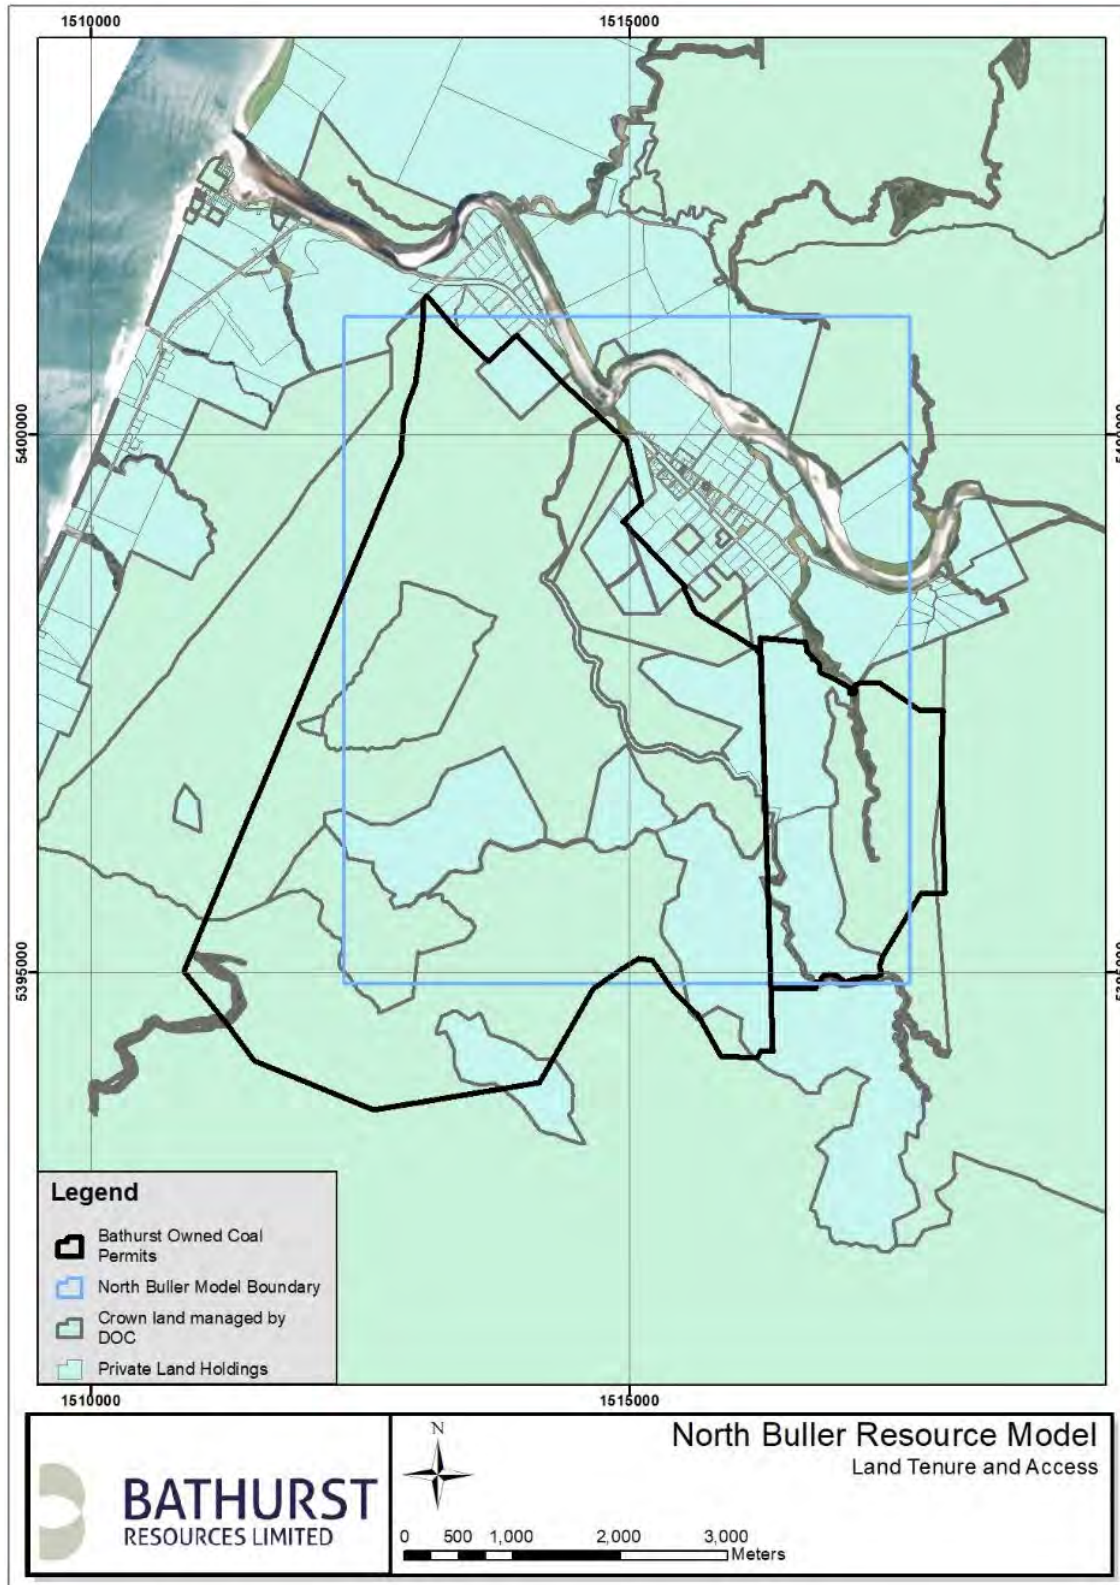 1510000
1515000
5400000
5395000
5395000
Legend
Bathurst Owned Coal
Permits
North Buller Model Boundary
Crown land managed by
DOC
Private Land Holdings
1510000
1515000
BATHURST
RESOURCES LIMITED
N
0 500 1,000 2,000 3,000
Meters
North Buller Resource Model
Land Tenure and Access